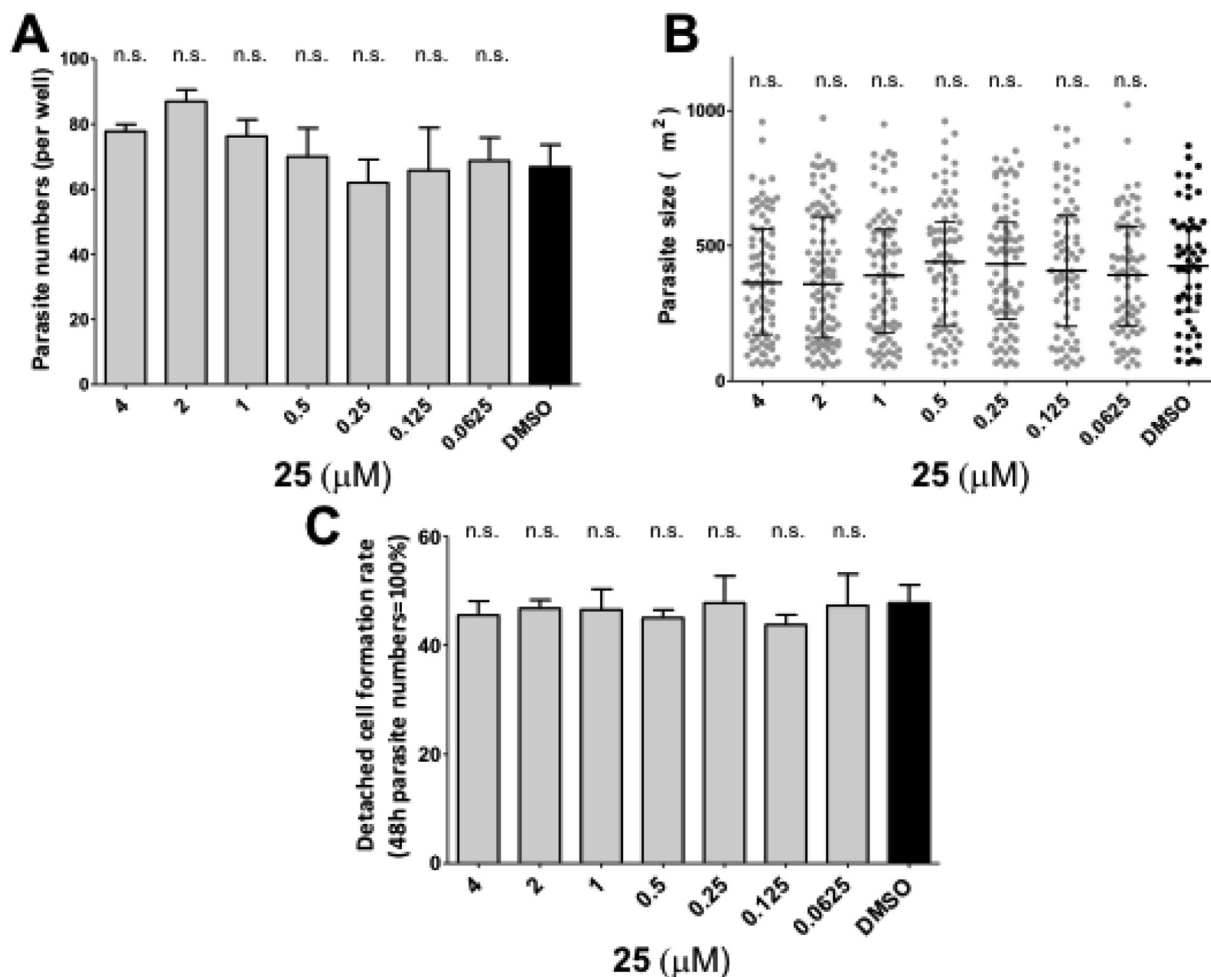 A
n.s. n.s. n.s. n.s. n.s. n.s. n.s.
Parasite numbers (per well)
100
80
60
40
20
0
4 2 1 0.5 0.25 0.125 0.0625 DMSO
25 (μM)
B
n.s. n.s. n.s. n.s. n.s. n.s. n.s.
Parasite size ( m²)
1000
500
0
4 2 1 0.5 0.25 0.125 0.0625 DMSO
25 (μM)
C
n.s. n.s. n.s. n.s. n.s. n.s. n.s.
Detached cell formation rate
(48h parasite numbers=100%)
60
40
20
0
4 2 1 0.5 0.25 0.125 0.0625 DMSO
25 (μM)